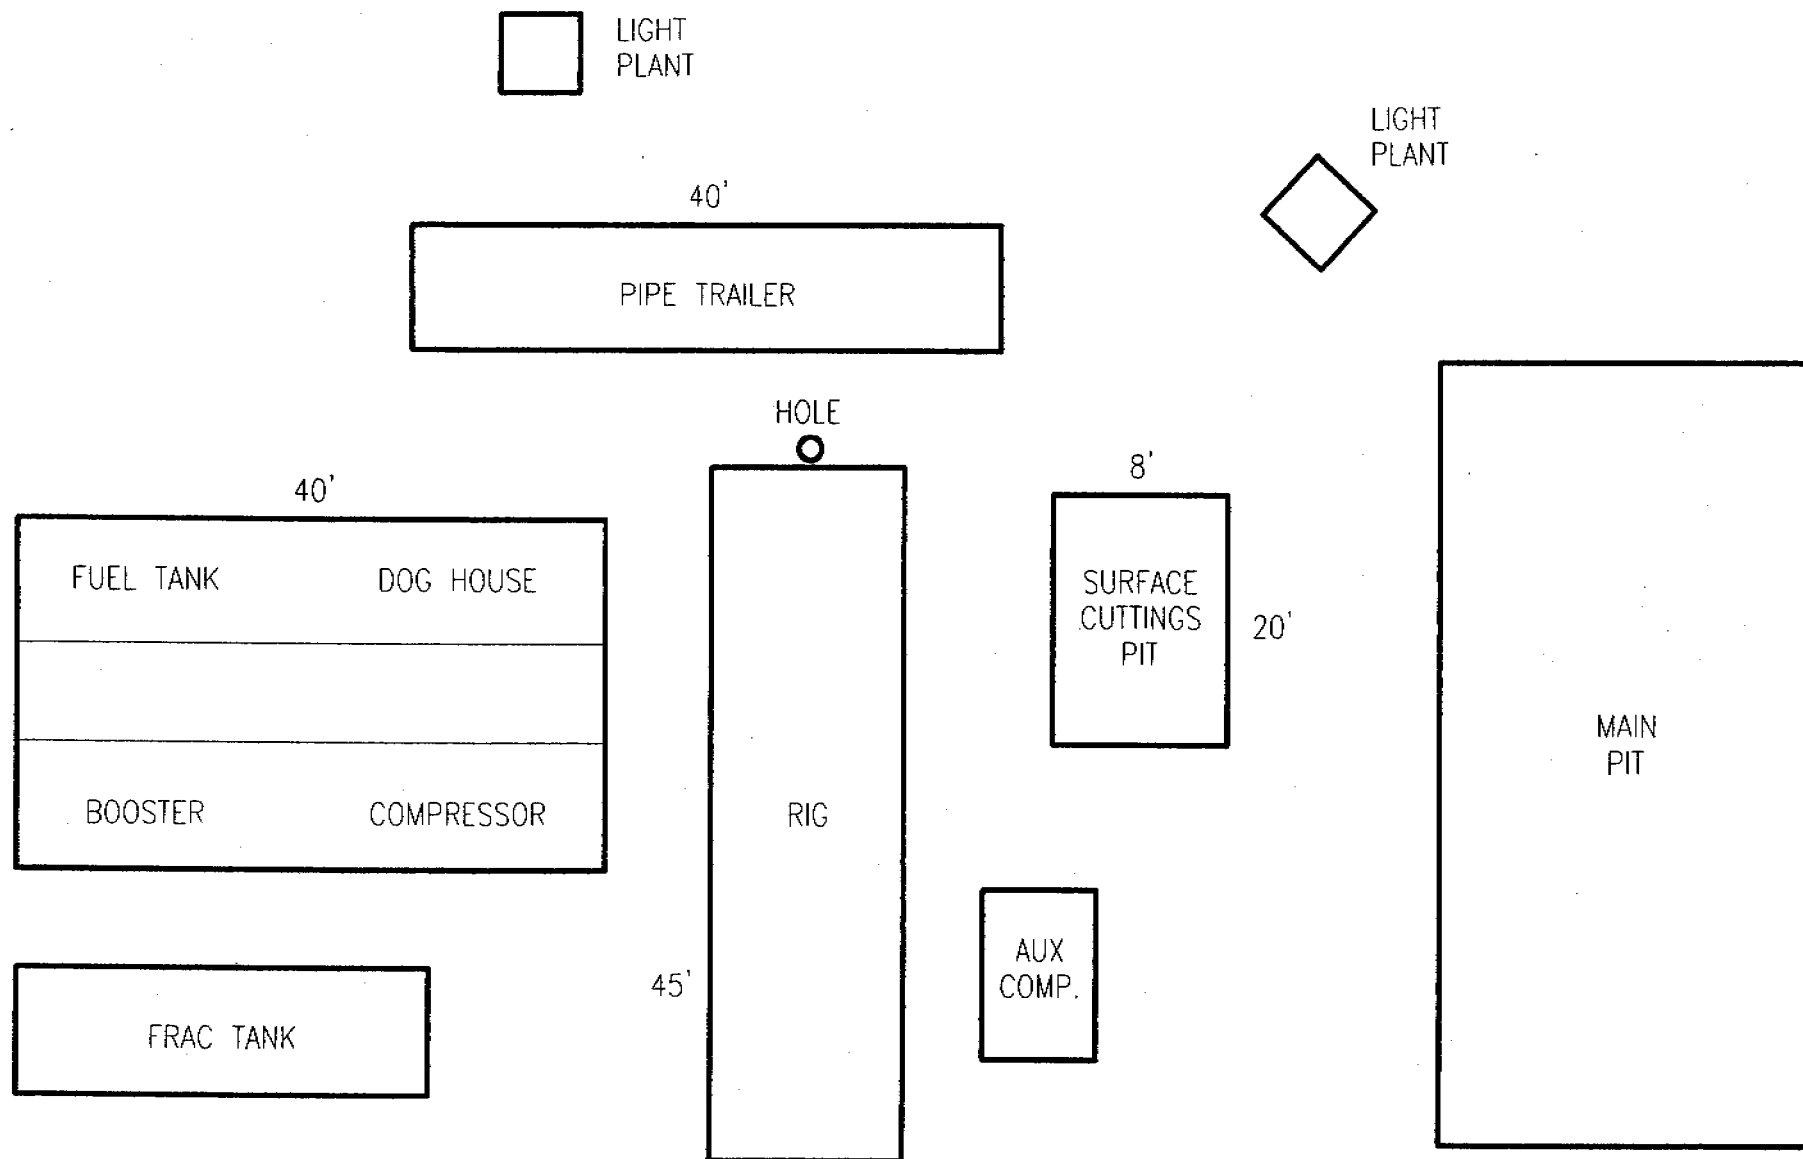 LIGHT
PLANT
LIGHT
PLANT
40'
PIPE TRAILER
HOLE
8'
40'
FUEL TANK DOG HOUSE
SURFACE
CUTTINGS
PIT
20'
MAIN
PIT
BOOSTER COMPRESSOR
RIG
AUX
COMP.
45'
FRAC TANK